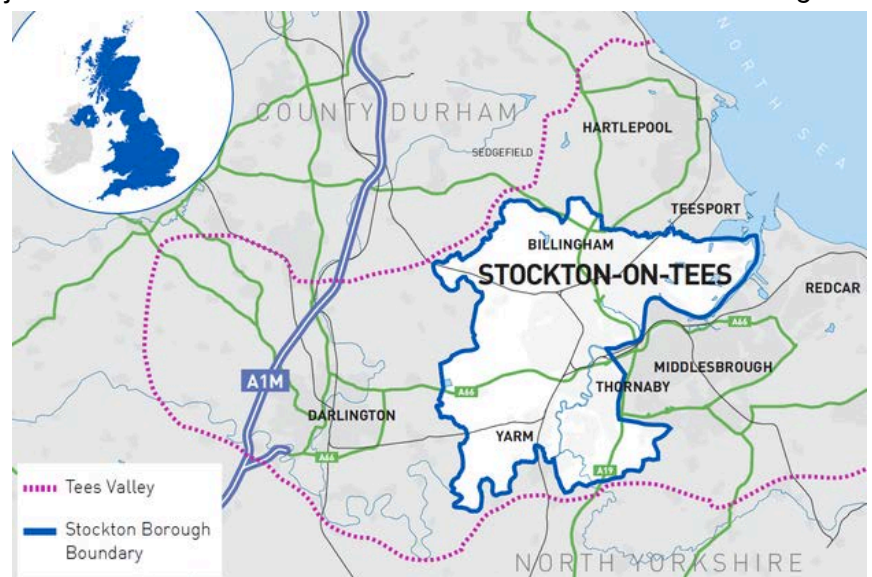 COUNTY DURHAM
NORTH SEA
HARTLEPOOL
SEDGEFIELD
TEESPORT
BILLINGHAM
STOCKTON-ON-TEES
REDCAR
A66
MIDDLESBROUGH
A1M
THORNABY
A66
DARLINGTON
YARM
A66
A19
Tees Valley
Stockton Borough
Boundary
NORTH YORKSHIRE